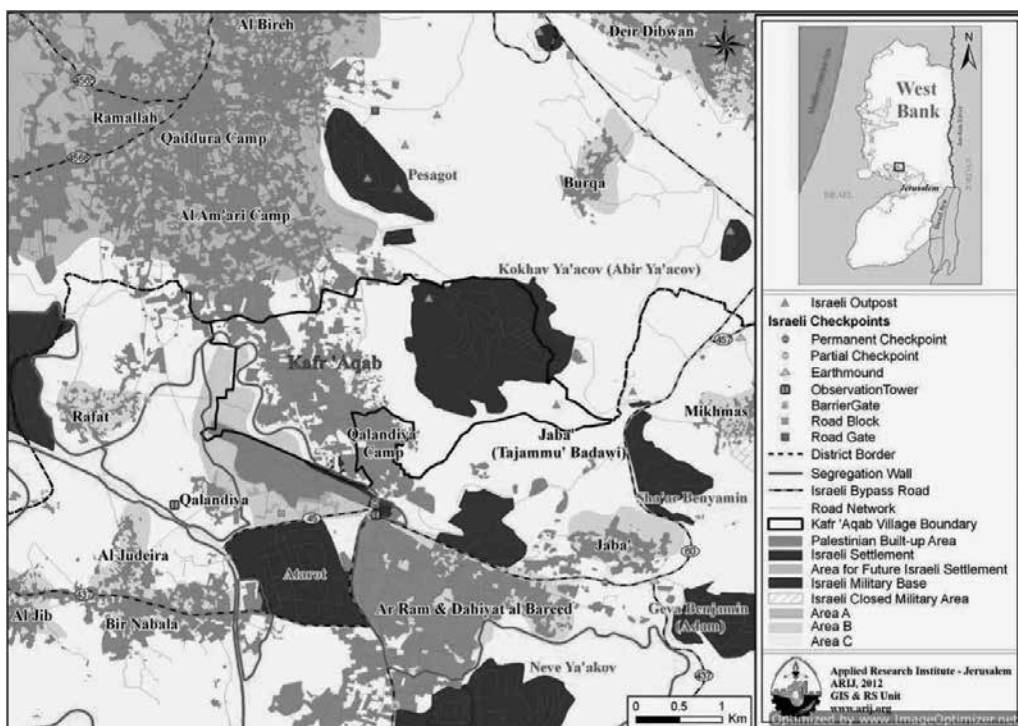 Al Bireh
Deir Dibwan
Ramallah
Qaddura Camp
Pesagot
Burqa
Al Am'ari Camp
Kokhav Ya'acov (Abir Ya'acov)
457
Kafr 'Aqab
Rafat
Mikhmas
Qalandiya
Camp
Jaba'
(Tajammu' Badawi)
Qalandiya
Sha'ar Benyamin
45
Al Judeira
Jaba'
60
Atarot
Al Jib
Bir Nabala
Ar Ram & Dahiyat al Bareed
Geva Benjamin
(Adam)
Neve Ya'akov
437
0 0.5 1 2
Km
N
West
Bank
Jerusalem
ISRAEL
Israeli Outpost
Israeli Checkpoints
Permanent Checkpoint
Partial Checkpoint
Earthmound
ObservationTower
BarrierGate
Road Block
Road Gate
District Border
Segregation Wall
Israeli Bypass Road
Road Network
Kafr 'Aqab Village Boundary
Palestinian Built-up Area
Israeli Settlement
Area for Future Israeli Settlement
Israeli Military Base
Israeli Closed Military Area
Area A
Area B
Area C
Applied Research Institute - Jerusalem
ARIJ, 2012
GIS & RS Unit
www.arij.org
Optimized by www.ImageOptimizer.net